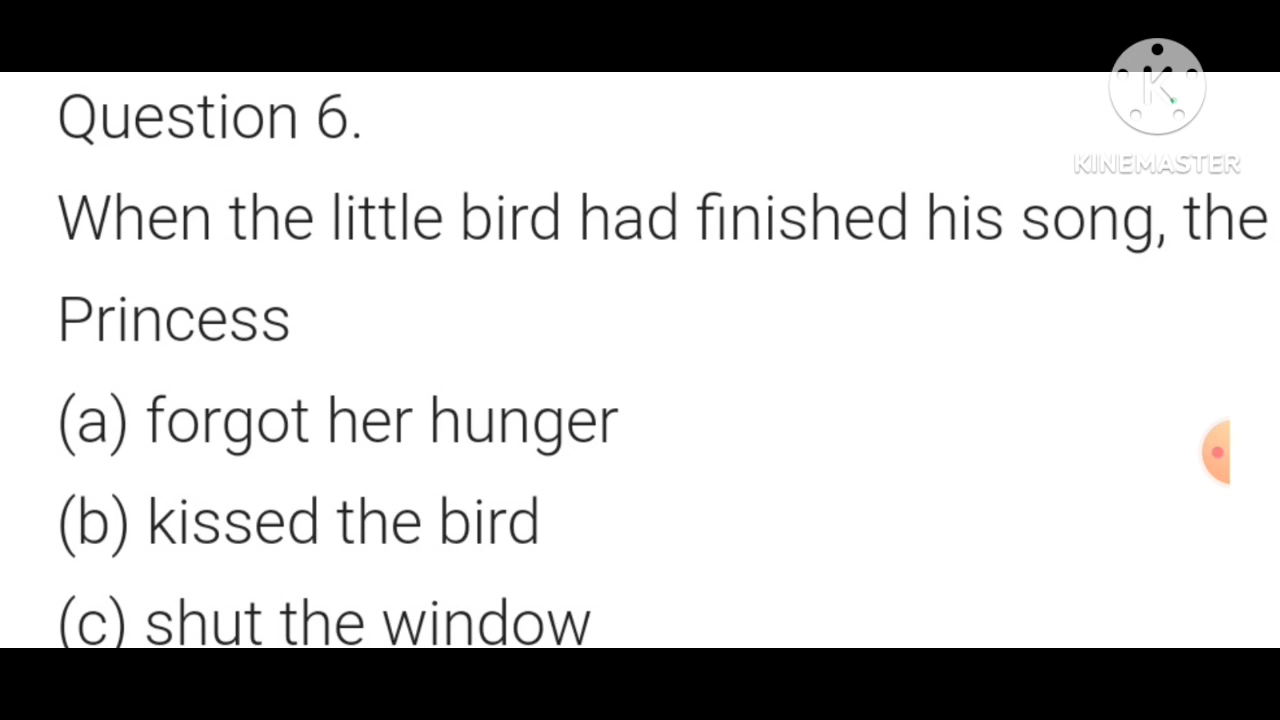 KINEMASTER
Question 6.
When the little bird had finished his song, the
Princess
(a) forgot her hunger
(b) kissed the bird
(c) shut the window